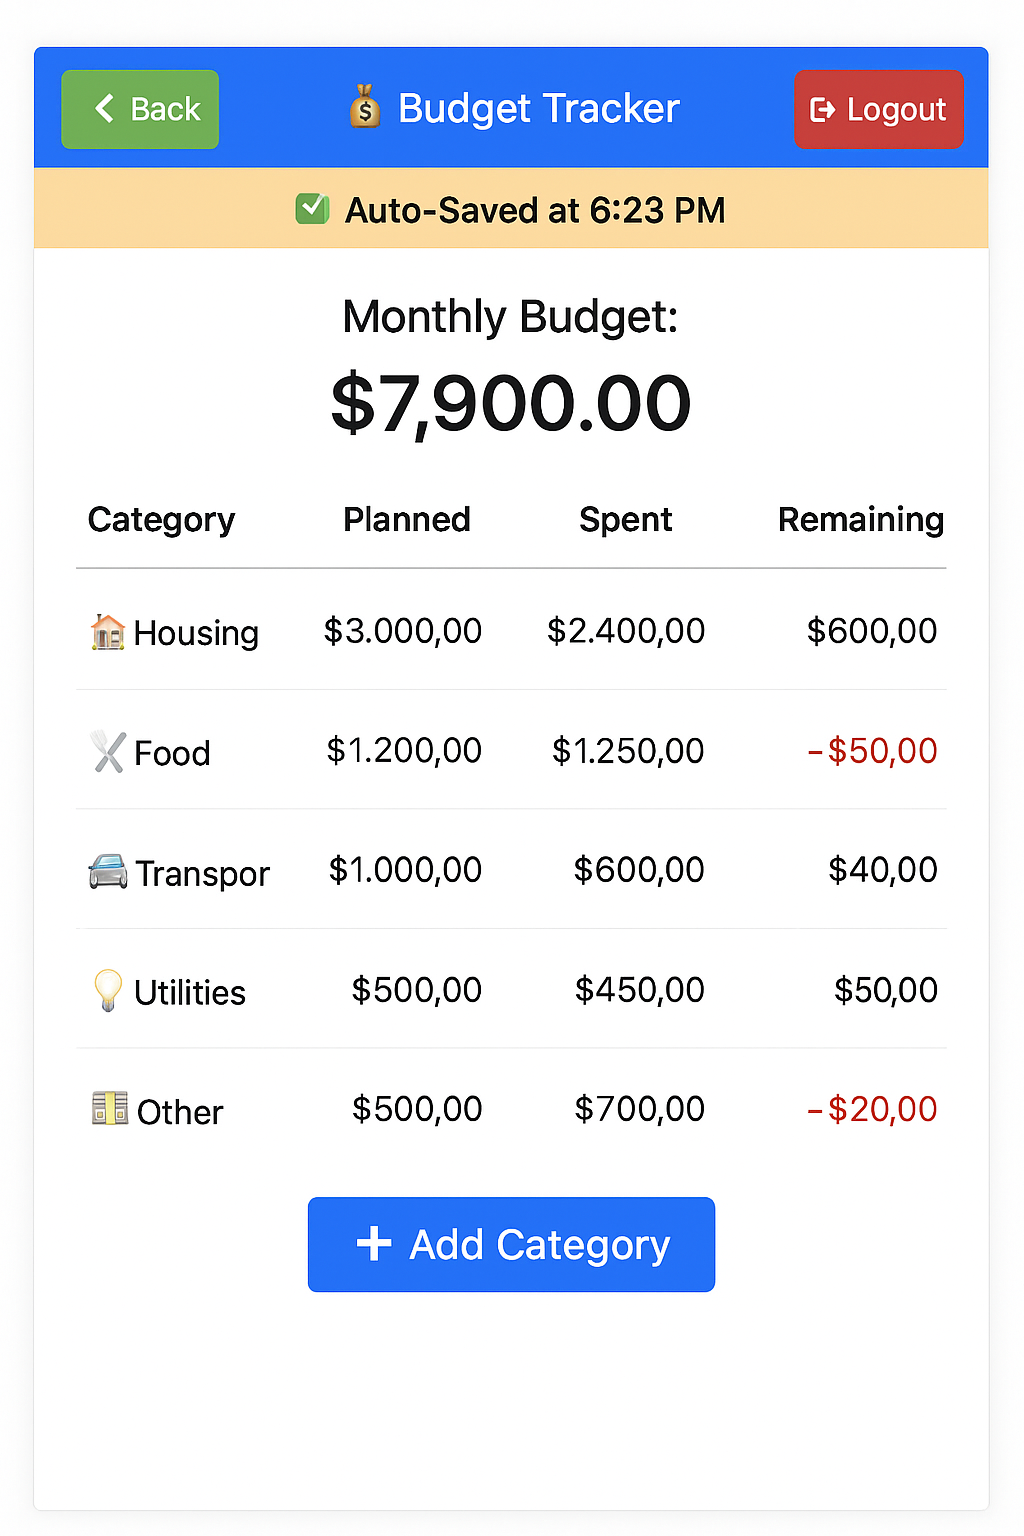 Back
Budget Tracker
Logout
Auto-Saved at 6:23 PM
Monthly Budget:
$7,900.00
Category Planned Spent Remaining
Housing $3.000,00 $2.400,00 $600,00
Food $1.200,00 $1.250,00 -$50,00
Transpor $1.000,00 $600,00 $40,00
Utilities $500,00 $450,00 $50,00
Other $500,00 $700,00 -$20,00
+ Add Category